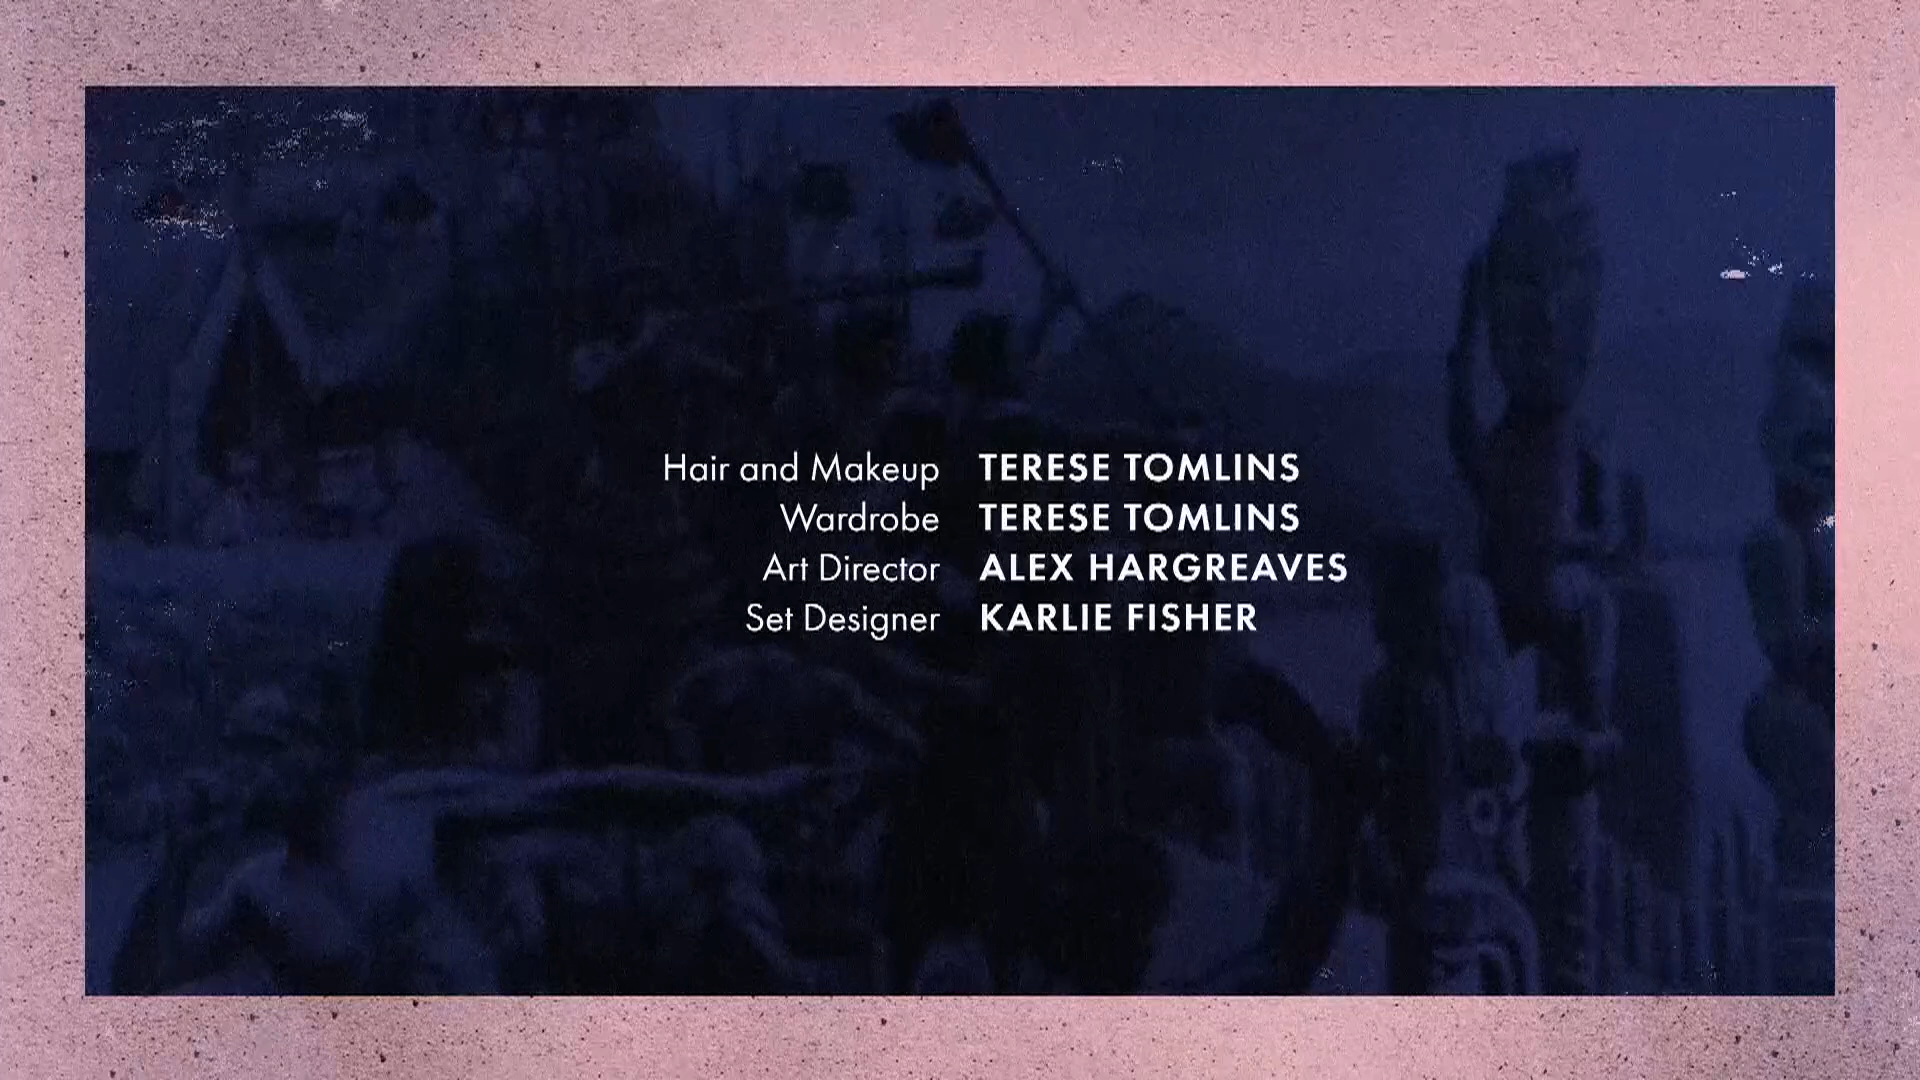 Hair and Makeup TERESE TOMLINS
Wardrobe TERESE TOMLINS
Art Director ALEX HARGREAVES
Set Designer KARLIE FISHER